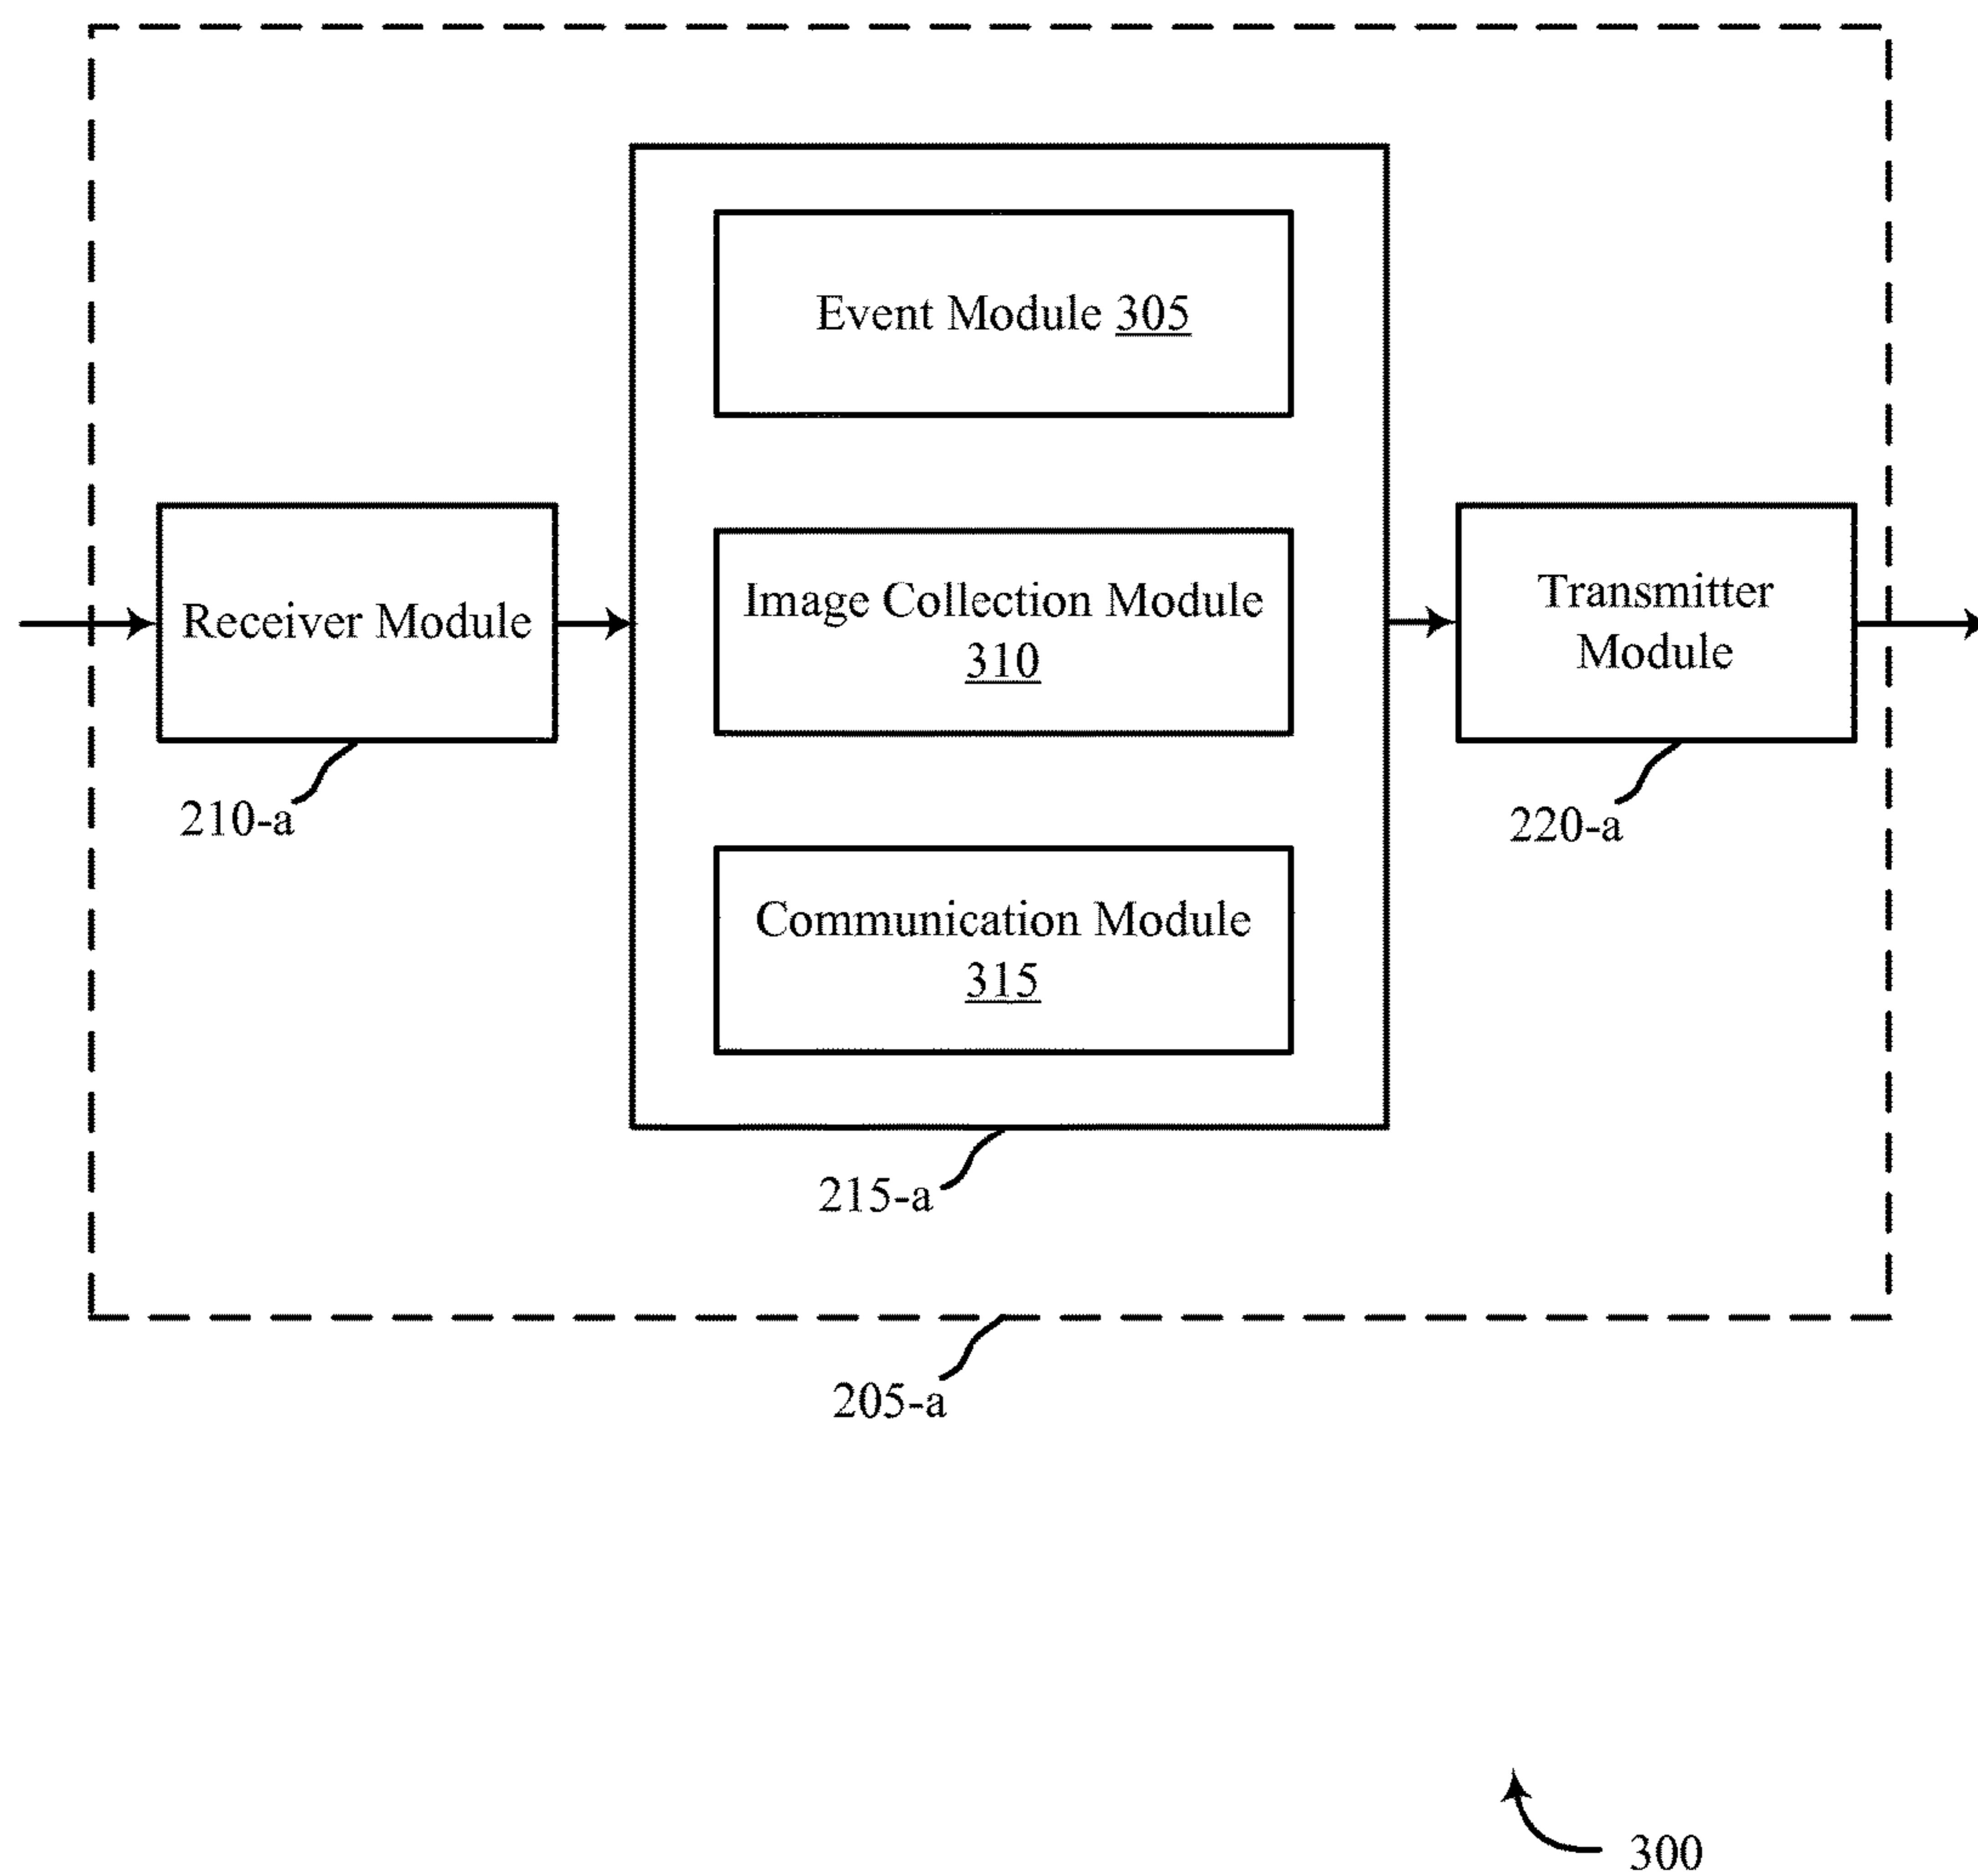 Event Module 305
Receiver Module
Image Collection Module
310
Transmitter
Module
210-a
220-a
Communication Module
315
215-a
205-a
300